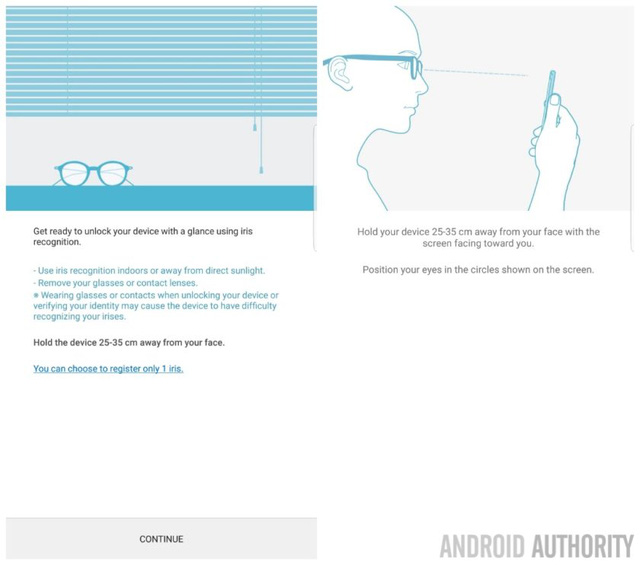 Get ready to unlock your device with a glance using iris
recognition.
- Use iris recognition indoors or away from direct sunlight.
- Remove your glasses or contact lenses.
※ Wearing glasses or contacts when unlocking your device or
verifying your identity may cause the device to have difficulty
recognizing your irises.
Hold the device 25-35 cm away from your face.
You can choose to register only 1 iris.
CONTINUE
Hold your device 25-35 cm away from your face with the
screen facing toward you.
Position your eyes in the circles shown on the screen.
ANDROID AUTHORITY